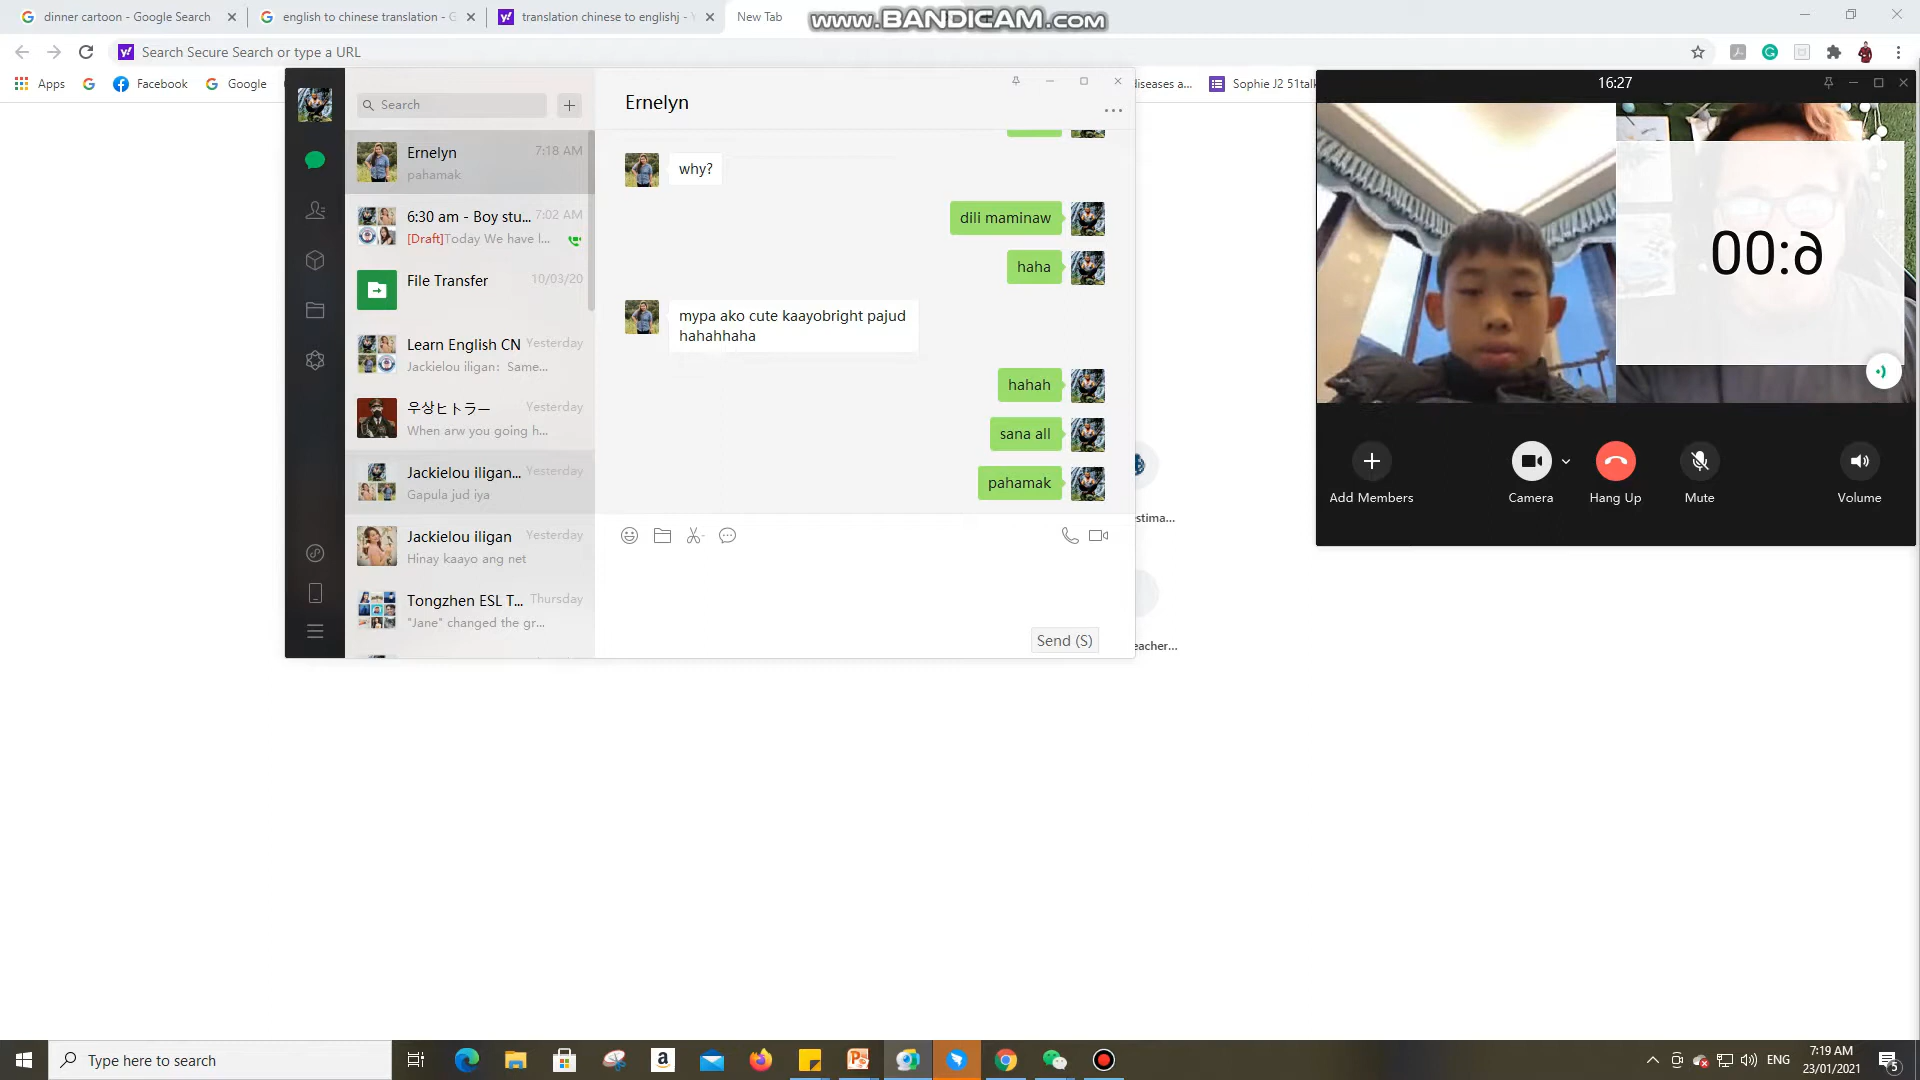 dinner cartoon - Google Search
english to chinese translation - G
translation chinese to englishj - Y
New Tab
www.BANDICAM.com
Search Secure Search or type a URL
Apps
Facebook
Google
diseases a...
Sophie J2 51talk
Search
Ernelyn
7:18 AM
pahamak
6:30 am - Boy stu...
7:02 AM
[Draft]Today We have l...
File Transfer
10/03/20
Learn English CN
Yesterday
Jackielou iligan: Same...
우상ヒトラー
Yesterday
When arw you going h...
Jackielou iligan...
Yesterday
Gapula jud iya
Jackielou iligan
Yesterday
Hinay kaayo ang net
Tongzhen ESL T...
Thursday
"Jane" changed the gr...
Ernelyn
why?
dili maminaw
haha
mypa ako cute kaayobright pajud
hahahhaha
hahah
sana all
pahamak
Send (S)
stima...
eacher...
16:27
6:00
Add Members
Camera
Hang Up
Mute
Volume
Type here to search
ENG
7:19 AM
23/01/2021
5